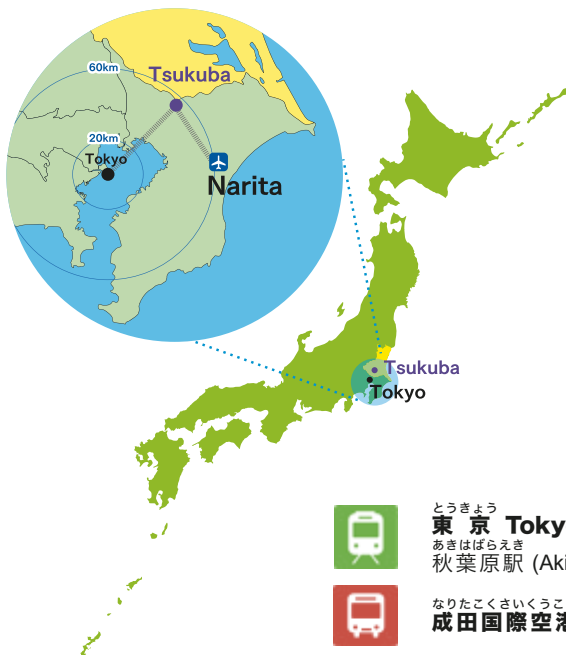 60km
Tsukuba
20km
Tokyo
Narita
Tsukuba
Tokyo
とうきょう
東京 Toky
あきはばらえき
秋葉原駅 (Aki
なりたこくさいくうこ
成田国際空港